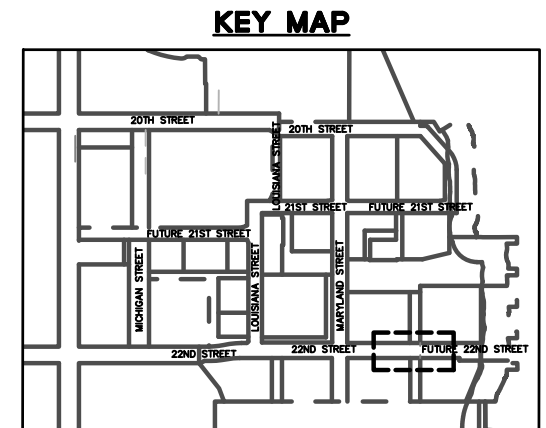 KEY MAP
20TH STREET
20TH STREET
LOUISIANA STREET
21ST STREET
FUTURE 21ST STREET
FUTURE 21ST STREET
MICHIGAN STREET
LOUISIANA STREET
MARYLAND STREET
22ND STREET
22ND STREET
FUTURE 22ND STREET